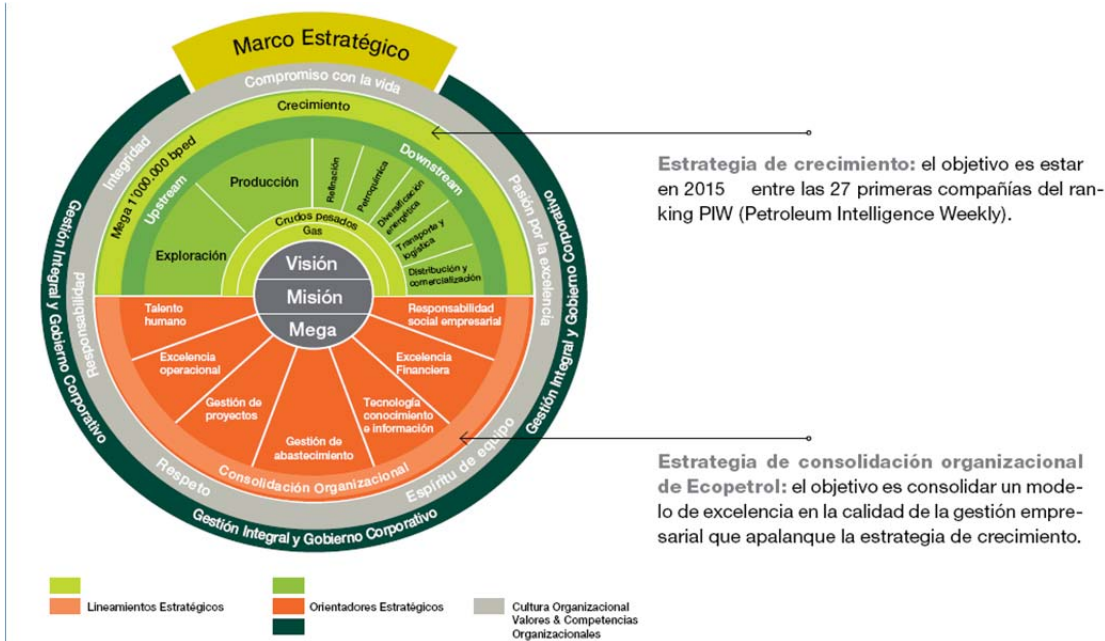 Marco Estratégico
Compromiso con la vida
Integridad
Responsabilidad
Respeto
Espíritu de equipo
Pasión por la excelencia
Gestión Integral y Gobierno Corporativo
Gestión Integral y Gobierno Corporativo
Gestión Integral y Gobierno Corporativo
Crecimiento
Mega 1'000.000 bped
Upstream
Downstream
Exploración
Producción
Refinación
Petroquímica
Diversificación
energética
Transporte y
logística
Distribución y
comercialización
Crudos pesados
Gas
Visión
Misión
Mega
Talento
humano
Excelencia
operacional
Gestión de
proyectos
Gestión de
abastecimiento
Tecnología
conocimiento
e información
Excelencia
Financiera
Responsabilidad
social empresarial
Consolidación Organizacional
Estrategia de crecimiento: el objetivo es estar
en 2015 entre las 27 primeras compañías del ran-
king PIW (Petroleum Intelligence Weekly).
Estrategia de consolidación organizacional
de Ecopetrol: el objetivo es consolidar un mode-
lo de excelencia en la calidad de la gestión empre-
sarial que apalanque la estrategia de crecimiento.
Lineamientos Estratégicos
Orientadores Estratégicos
Cultura Organizacional
Valores & Competencias
Organizacionales